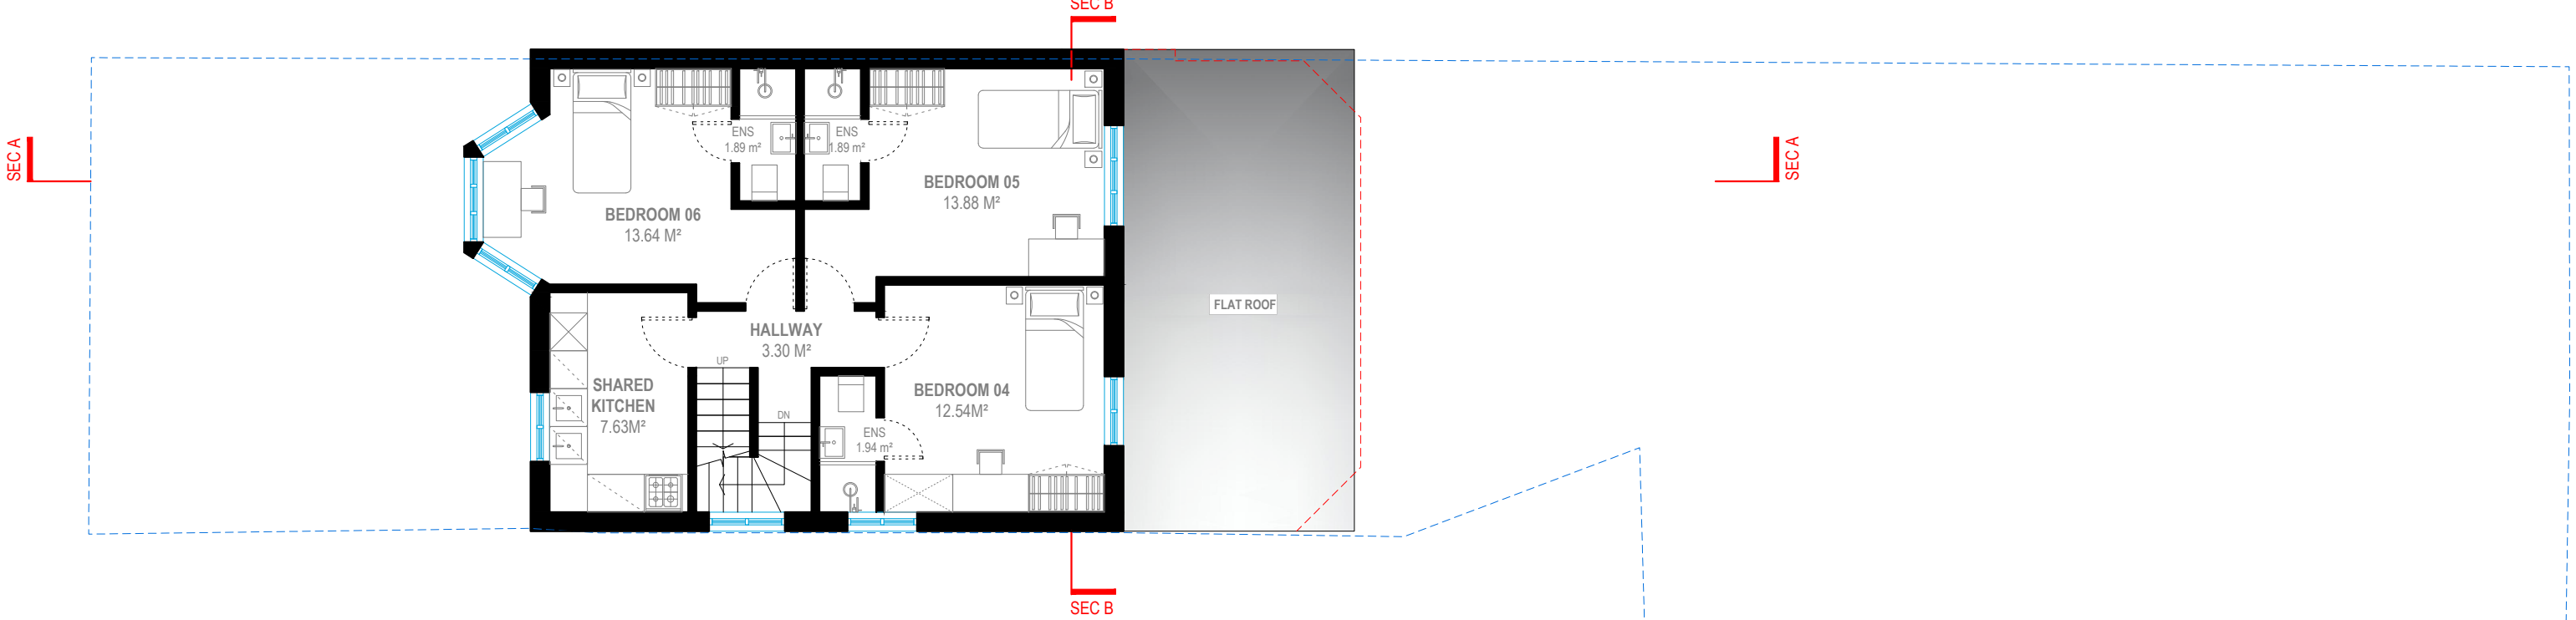 SEC B
SEC A
ENS
1.89 m²
ENS
1.89 m²
BEDROOM 05
13.88 M²
SEC A
BEDROOM 06
13.64 M²
FLAT ROOF
HALLWAY
3.30 M²
UP
SHARED
KITCHEN
7.63M²
DN
BEDROOM 04
12.54M²
ENS
1.94 m²
SEC B